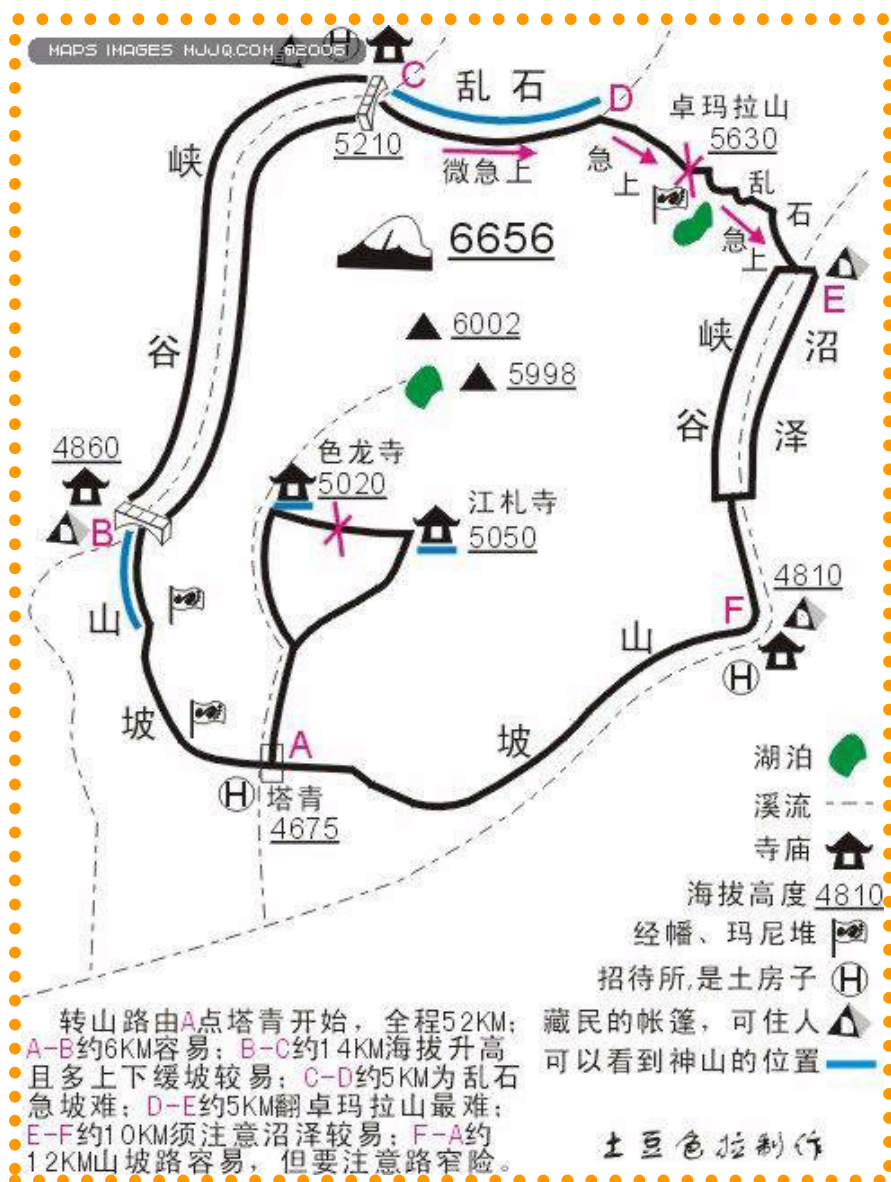 MAPS IMAGES MJJQ.COM @2006
H
C
乱石
D
卓玛拉山
5630
峡
5210
微急上
急
上
乱
石
急
上
6656
E
谷
6002
5998
峡
谷
沼
泽
4860
色龙寺
5020
江札寺
5050
B
4810
F
山
山
H
坡
坡
A
H
塔青
4675
湖泊
溪流
寺庙
海拔高度 4810
经幡、玛尼堆
招待所,是土房子 H
藏民的帐篷，可住人
可以看到神山的位置
转山路由A点塔青开始，全程52KM；
A-B约6KM容易；B-C约14KM海拔升高
且多上下缓坡较易；C-D约5KM为乱石
急坡难；D-E约5KM翻卓玛拉山最难；
E-F约10KM须注意沼泽较易；F-A约
12KM山坡路容易，但要注意路窄险。
土豆色拉制作